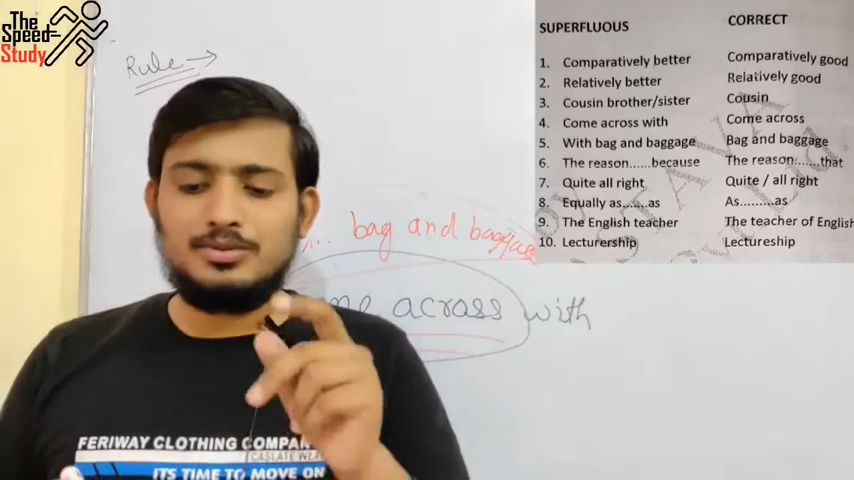 The
Speed-
Study
Rule
SUPERFLUOUS CORRECT
1. Comparatively better Comparatively good
2. Relatively better Relatively good
3. Cousin brother/sister Cousin
4. Come across with Come across
5. With bag and baggage Bag and baggage
6. The reason......because The reason.......that
7. Quite all right Quite / all right
8. Equally as.......as As.........as
9. The English teacher The teacher of English
10. Lecturership Lectureship
... bag and baggage
across with
FERIWAY CLOTHING COMPAN
CASLATE WEA
ITS TIME TO MOVE ON